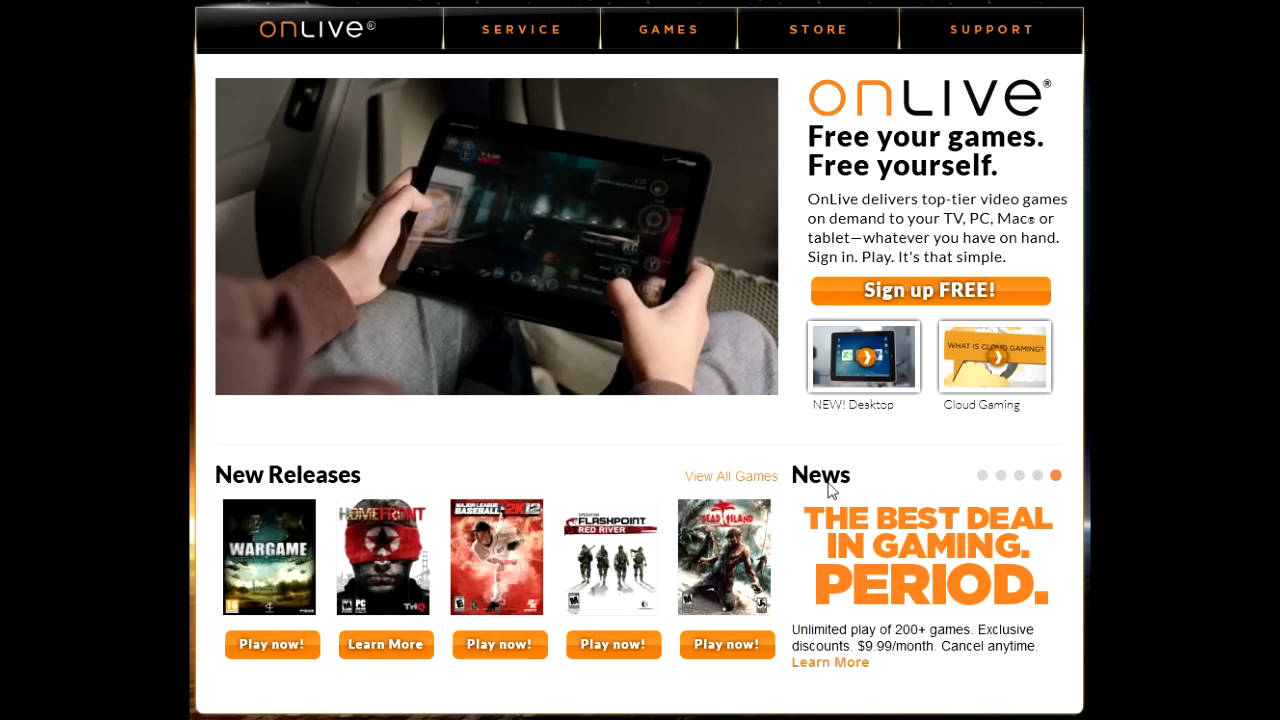 onLIVE®
SERVICE
GAMES
STORE
SUPPORT
onLIVE®
Free your games.
Free yourself.
OnLive delivers top-tier video games
on demand to your TV, PC, Mac® or
tablet—whatever you have on hand.
Sign in. Play. It's that simple.
Sign up FREE!
WHAT IS CLOUD GAMING?
NEW! Desktop
Cloud Gaming
New Releases
View All Games
News
WARGAME
HOMEFRONT
PC
THQ
MAJOR LEAGUE
BASEBALL 2K12
OPERATION
FLASHPOINT
RED RIVER
DEAD ISLAND
THE BEST DEAL
IN GAMING.
PERIOD.
Play now!
Learn More
Play now!
Play now!
Play now!
Unlimited play of 200+ games. Exclusive
discounts. $9.99/month. Cancel anytime.
Learn More